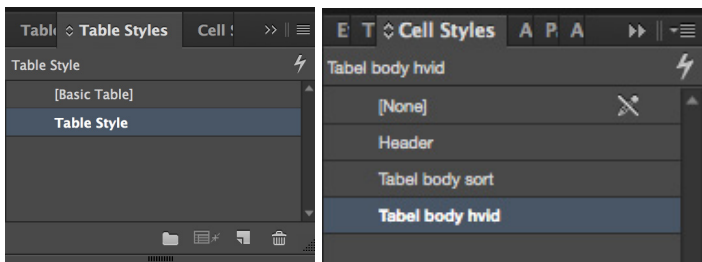 Table Styles Cell
Table Style
[Basic Table]
Table Style
E T Cell Styles A P A
Tabel body hvid
[None]
Header
Tabel body sort
Tabel body hvid